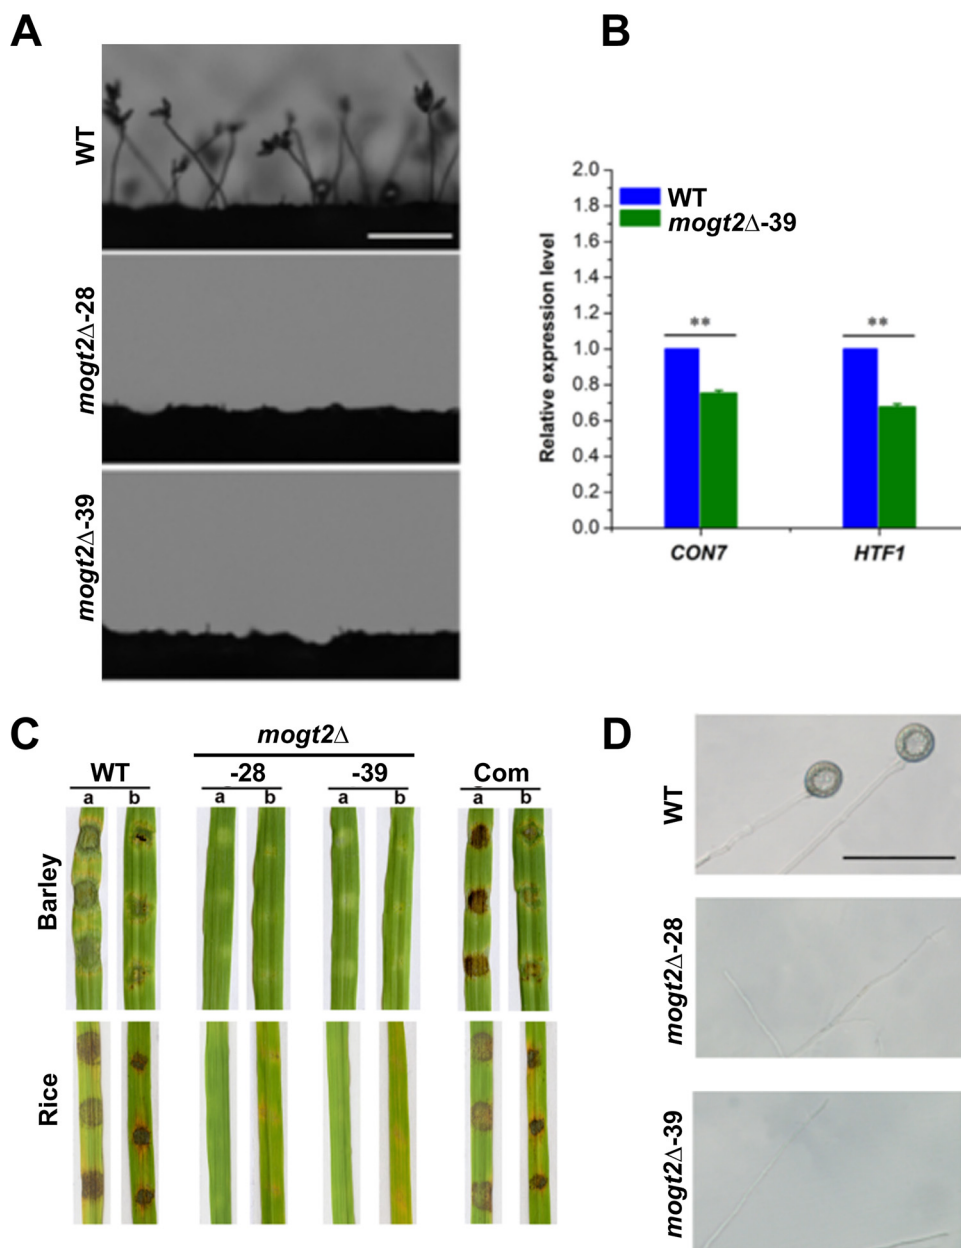 A
WT
mogt2Δ-28
mogt2Δ-39
B
2.0
1.8
1.6
1.4
1.2
1.0
0.8
0.6
0.4
0.2
0.0
Relative expression level
WT
mogt2Δ-39
** **
CON7 HTF1
C
mogt2Δ
WT -28 -39 Com
a b a b a b a b
Barley
Rice
D
WT
mogt2Δ-28
mogt2Δ-39